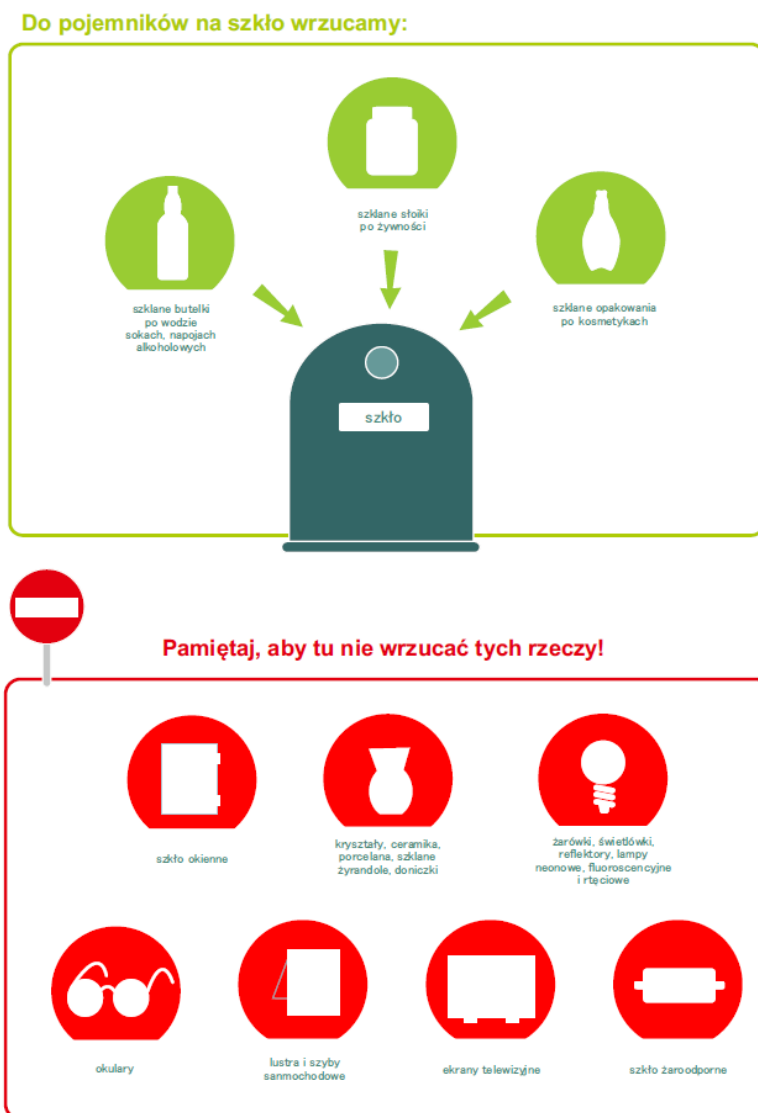 Do pojemników na szkło wrzucamy:
szklane słoiki
po żywności
szklane butelki
po wodzie
sokach, napojach
alkoholowych
szklane opakowania
po kosmetykach
szkło
Pamiętaj, aby tu nie wrzucać tych rzeczy!
szkło okienne
kryształy, ceramika,
porcelana, szklane
żyrandole, doniczki
żarówki, świetlówki,
reflektory, lampy
neonowe, fluoroscencyjne
i rtęciowe
okulary
lustra i szyby
sanmochodowe
ekrany telewizyjne
szkło żaroodporne